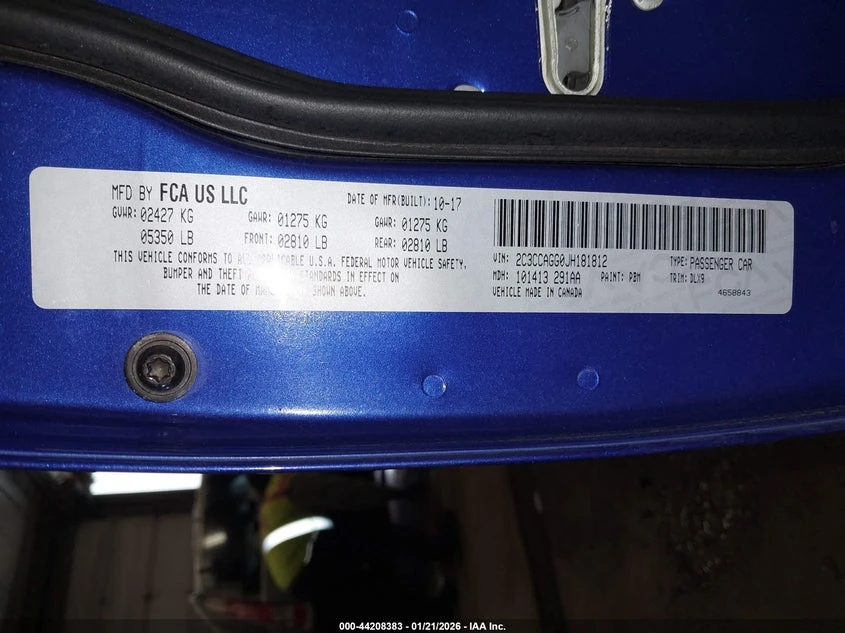 MFD BY FCA US LLC DATE OF MFR(BUILT): 10-17
GVWR: 02427 KG GAWR: 01275 KG GAWR: 01275 KG
05350 LB FRONT: 02810 LB REAR: 02810 LB
THIS VEHICLE CONFORMS TO ALL APPLICABLE U.S.A. FEDERAL MOTOR VEHICLE SAFETY,
BUMPER AND THEFT STANDARDS IN EFFECT ON
THE DATE OF SHOWN ABOVE.
VIN: 2C3CCAGG0JH181812 TYPE: PASSENGER CAR
MDH: 101413 291AA PAINT: PBM TRIM: DLX9
VEHICLE MADE IN CANADA 4658843
000-44208383 — 01/21/2026 — IAA Inc.